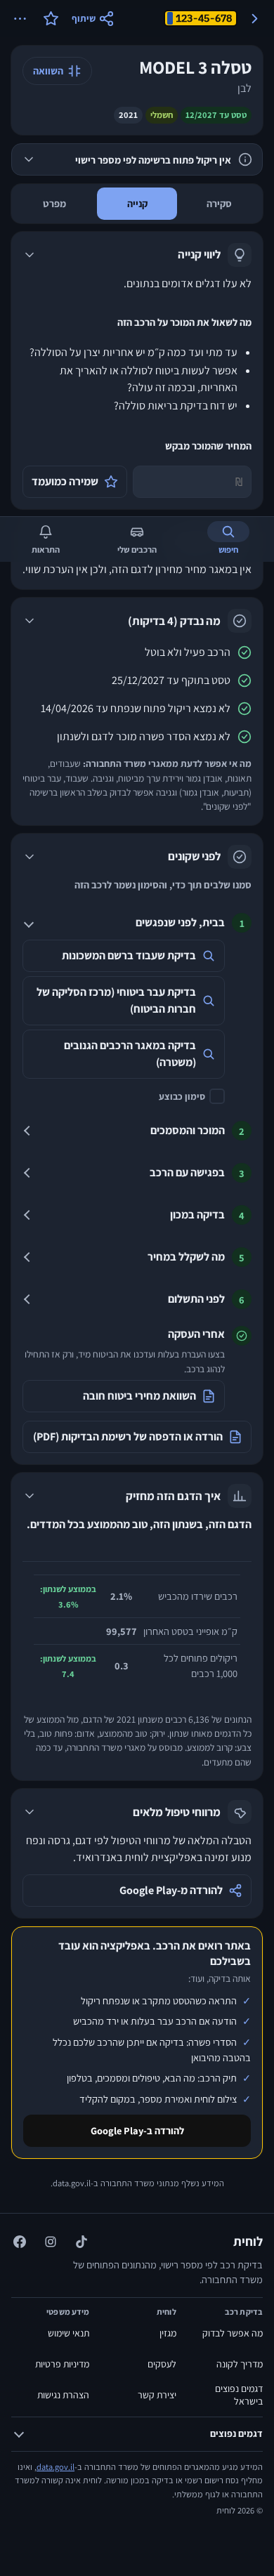 123-45-678
שיתוף
טסלה MODEL 3
לבן
השוואה
טסט עד 12/2027
חשמלי
2021
אין ריקול פתוח ברשימה לפי מספר רישוי
סקירה
קנייה
מפרט
ליווי קנייה
לא עלו דגלים אדומים בנתונים.
מה לשאול את המוכר על הרכב הזה
עד מתי ועד כמה ק״מ יש אחריות יצרן על הסוללה?
אפשר לעשות ביטוח לסוללה או להאריך את
האחריות, ובכמה זה עולה?
יש דוח בדיקת בריאות סוללה?
המחיר שהמוכר מבקש
₪
שמירה כמועמד
חיפוש
הרכבים שלי
התראות
אין במאגר מחיר מחירון לדגם הזה, ולכן אין הערכת שווי.
מה נבדק (4 בדיקות)
הרכב פעיל ולא בוטל
טסט בתוקף עד 25/12/27
לא נמצא ריקול פתוח שנפתח עד 14/04/2026
לא נמצא הסדר פשרה מוכר לדגם ולשנתון
מה אי אפשר לדעת ממאגרי משרד התחבורה: שעבודים,
תאונות, אובדן גמור וירידת ערך מביטוח, וגניבה. שעבוד, עבר ביטוחי
(תביעות, אובדן גמור) וגניבה אפשר לבדוק בשלב הראשון ברשימה
"לפני שקונים".
לפני שקונים
סמנו שלבים תוך כדי, והסימון נשמר לרכב הזה
1
בבית, לפני שנפגשים
בדיקת שעבוד ברשם המשכונות
בדיקת עבר ביטוחי (מרכז הסליקה של
חברות הביטוח)
בדיקה במאגר הרכבים הגנובים
(משטרה)
סימון כבוצע
2
המוכר והמסמכים
3
בפגישה עם הרכב
4
בדיקה במכון
5
מה לשקלל במחיר
6
לפני התשלום
אחרי העסקה
בצעו העברת בעלות ועדכנו את הביטוח מיד, ורק אז התחילו
לנהוג ברכב.
השוואת מחירי ביטוח חובה
הורדה או הדפסה של רשימת הבדיקות (PDF)
איך הדגם הזה מחזיק
הדגם הזה, בשנתון הזה, טוב מהממוצע בכל המדדים.
רכבים שירדו מהכביש
2.1%
בממוצע לשנתון:
3.6%
ק״מ אופייני בטסט האחרון
99,577
ריקולים פתוחים לכל
1,000 רכבים
0.3
בממוצע לשנתון:
7.4
הנתונים של 6,136 רכבים משנתון 2021 של הדגם, מול הממוצע של
כל הדגמים מאותו שנתון. ירוק: טוב מהממוצע, אדום: פחות טוב, בלי
צבע: קרוב לממוצע. מבוסס על מאגרי משרד התחבורה, עד כמה
שהם מתעדים.
מרווחי טיפול מלאים
הטבלה המלאה של מרווחי הטיפול לפי דגם, גרסה ונפח
מנוע זמינה באפליקציית לוחית באנדרואיד.
להורדה מ-Google Play
באתר רואים את הרכב. באפליקציה הוא עובד
בשבילכם
אותה בדיקה, ועוד:
✓ התראה כשהטסט מתקרב או שנפתח ריקול
✓ הודעה אם הרכב עבר בעלות או ירד מהכביש
✓ הסדרי פשרה: בדיקה אם ייתכן שהרכב שלכם נכלל
בהטבה מהיבואן
✓ תיק הרכב: מה הבא, טיפולים ומסמכים, בטלפון
✓ צילום לוחית ואמירת מספר, במקום להקליד
להורדה ב-Google Play
המידע נשלף מנתוני משרד התחבורה ב-data.gov.il.
לוחית
בדיקת רכב לפי מספר רישוי, מהנתונים הפתוחים של
משרד התחבורה.
בדיקת רכב
לוחית
מידע משפטי
מה אפשר לבדוק
מגזין
תנאי שימוש
מדריך לקונה
לעסקים
מדיניות פרטיות
דגמים נפוצים
בישראל
יצירת קשר
הצהרת נגישות
דגמים נפוצים
המידע מגיע מהמאגרים הפתוחים של משרד התחבורה ב-data.gov.il, ואינו
מחליף נסח רישום רשמי או בדיקה במכון מורשה. לוחית אינה קשורה למשרד
התחבורה או לגוף ממשלתי.
© 2026 לוחית